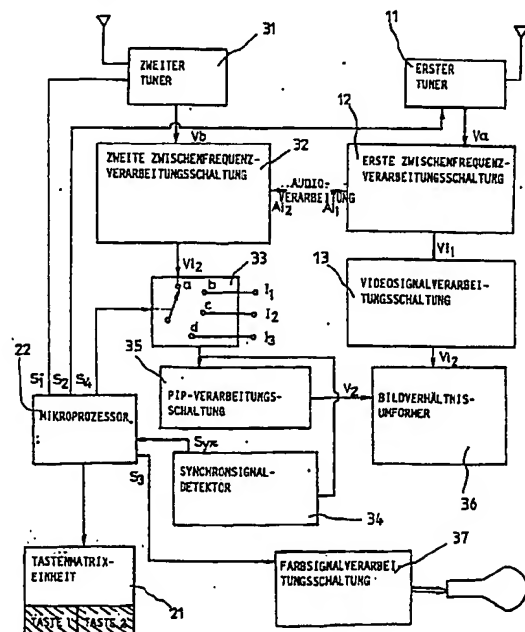 31
11
ZWEITER
TUNER
ERSTER
TUNER
Vb
32
12
Va
ZWEITE ZWISCHENFREQUENZ-
VERARBEITUNGSSCHALTUNG
AUDIO-
VERARBEITUNG
Ai2
Ai1
ERSTE ZWISCHENFREQUENZ-
VERARBEITUNGSSCHALTUNG
Vi2
33
13
Vi1
a
b
I1
c
I2
d
I3
VIDEOSIGNALVERARBEI-
TUNGSSCHALTUNG
S1
S2
S4
22
35
Vi2
MIKROPROZESSOR
PIP-VERARBEITUNGS-
SCHALTUNG
V2
BILDVERHÄLTNIS-
UMFORMER
36
S3
SYNCHRONSIGNAL-
DETEKTOR
34
TASTENMATRIX-
EINHEIT
TASTE 1
TASTE 2
21
37
FARBSIGNALVERARBEI-
TUNGSSCHALTUNG